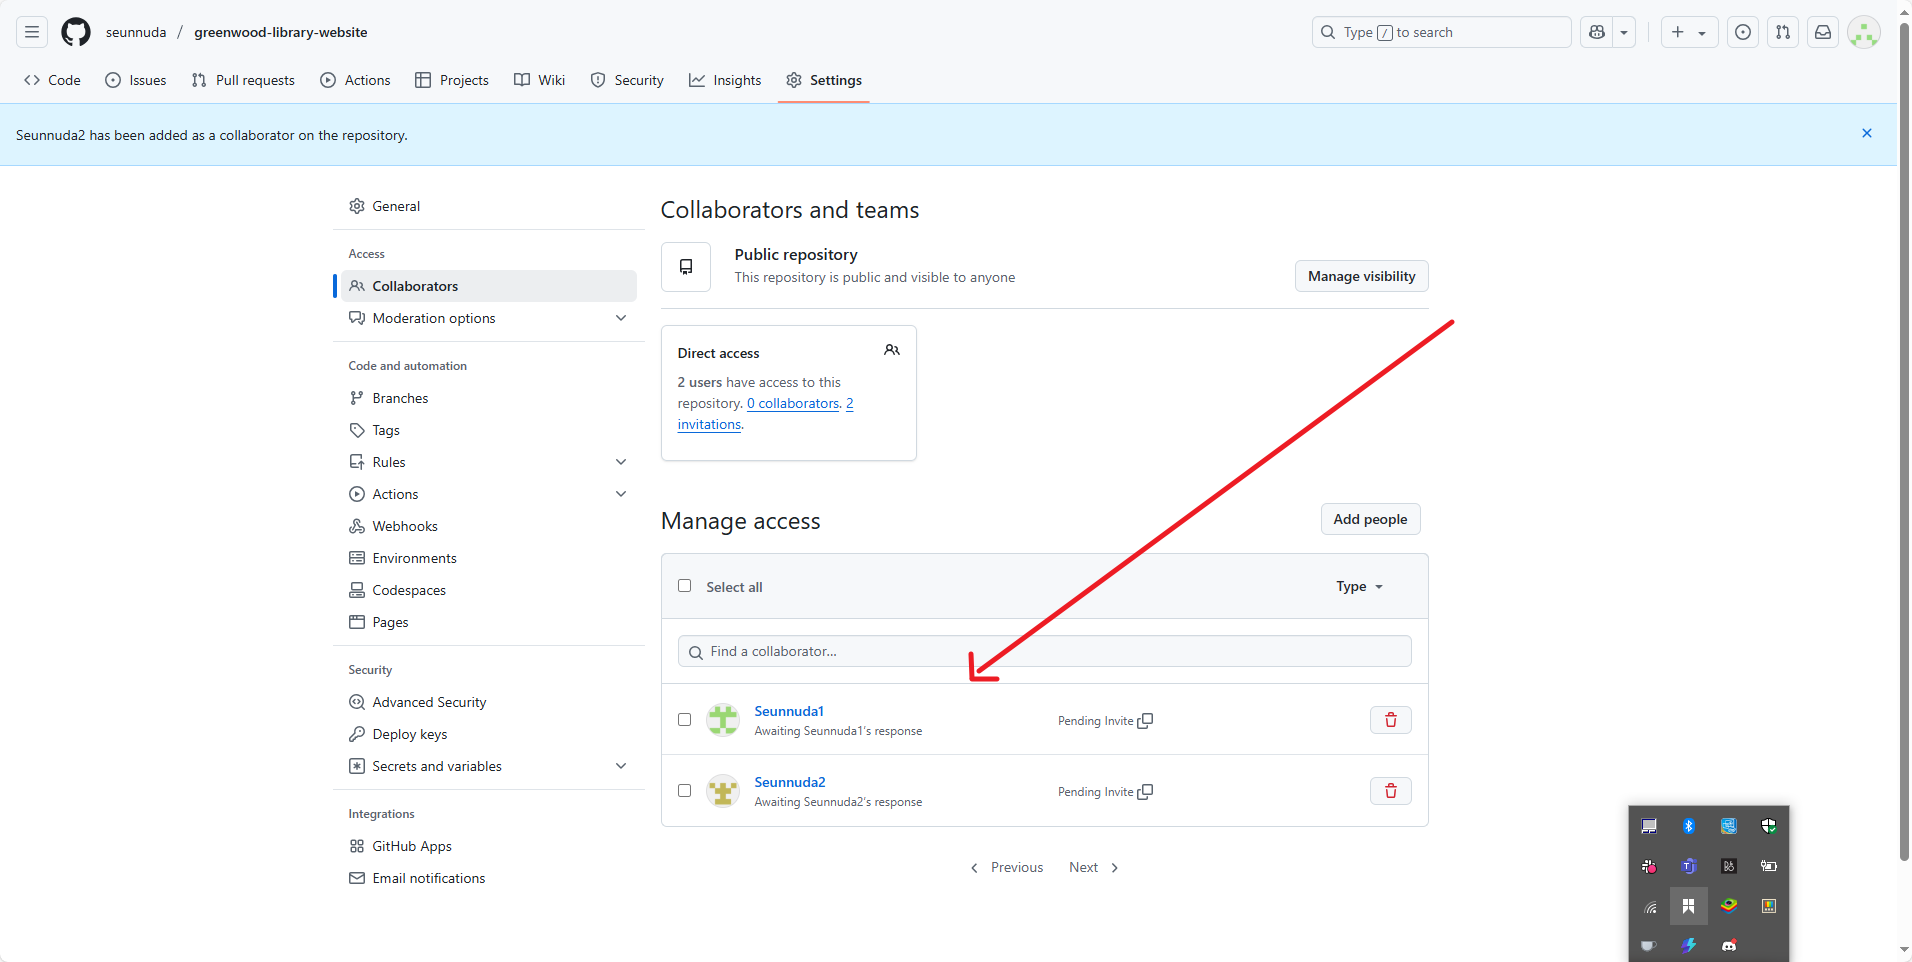 seunnuda / greenwood-library-website
Type / to search
Code Issues Pull requests Actions Projects Wiki Security Insights Settings
Seunnuda2 has been added as a collaborator on the repository.
General
Access
Collaborators
Moderation options
Code and automation
Branches
Tags
Rules
Actions
Webhooks
Environments
Codespaces
Pages
Security
Advanced Security
Deploy keys
Secrets and variables
Integrations
GitHub Apps
Email notifications
Collaborators and teams
Public repository
This repository is public and visible to anyone
Manage visibility
Direct access
2 users have access to this
repository. 0 collaborators. 2
invitations.
Manage access
Add people
Select all
Type
Find a collaborator...
Seunnuda1
Awaiting Seunnuda1's response
Pending Invite
Seunnuda2
Awaiting Seunnuda2's response
Pending Invite
Previous Next